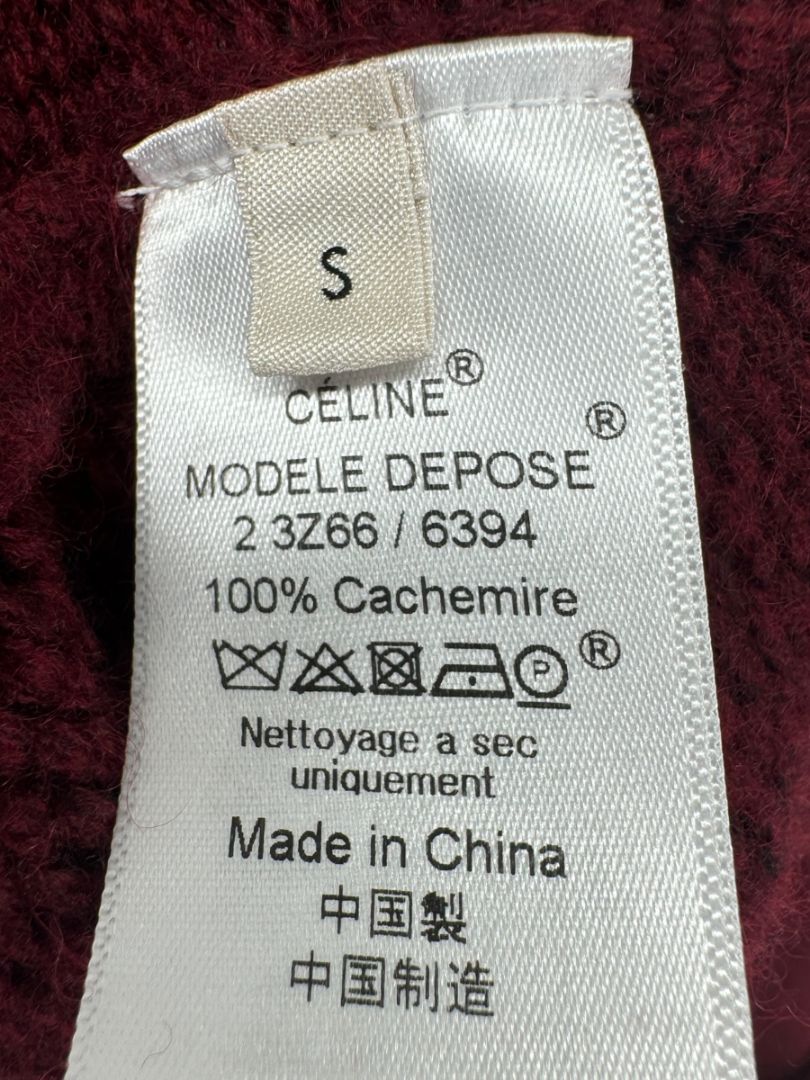 S
CÉLINE®
MODELE DEPOSE®
2 3Z66 / 6394
100% Cachemire
P ®
Nettoyage a sec
uniquement
Made in China
中国製
中国制造